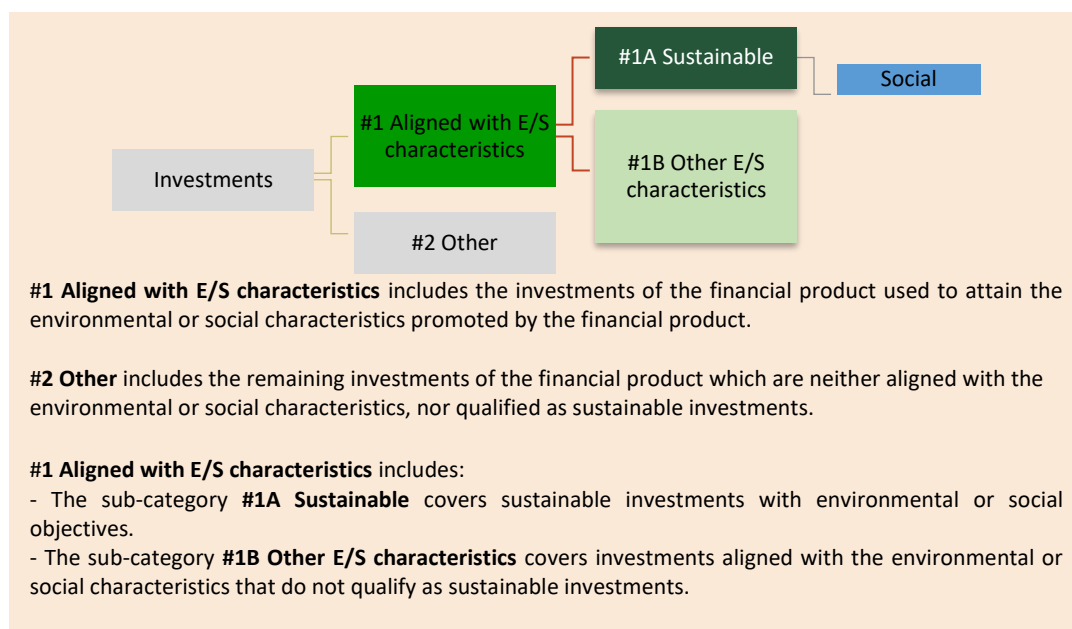 #1A Sustainable
Social
#1 Aligned with E/S
characteristics
#1B Other E/S
characteristics
Investments
#2 Other
#1 Aligned with E/S characteristics includes the investments of the financial product used to attain the
environmental or social characteristics promoted by the financial product.
#2 Other includes the remaining investments of the financial product which are neither aligned with the
environmental or social characteristics, nor qualified as sustainable investments.
#1 Aligned with E/S characteristics includes:
- The sub-category #1A Sustainable covers sustainable investments with environmental or social
objectives.
- The sub-category #1B Other E/S characteristics covers investments aligned with the environmental or
social characteristics that do not qualify as sustainable investments.